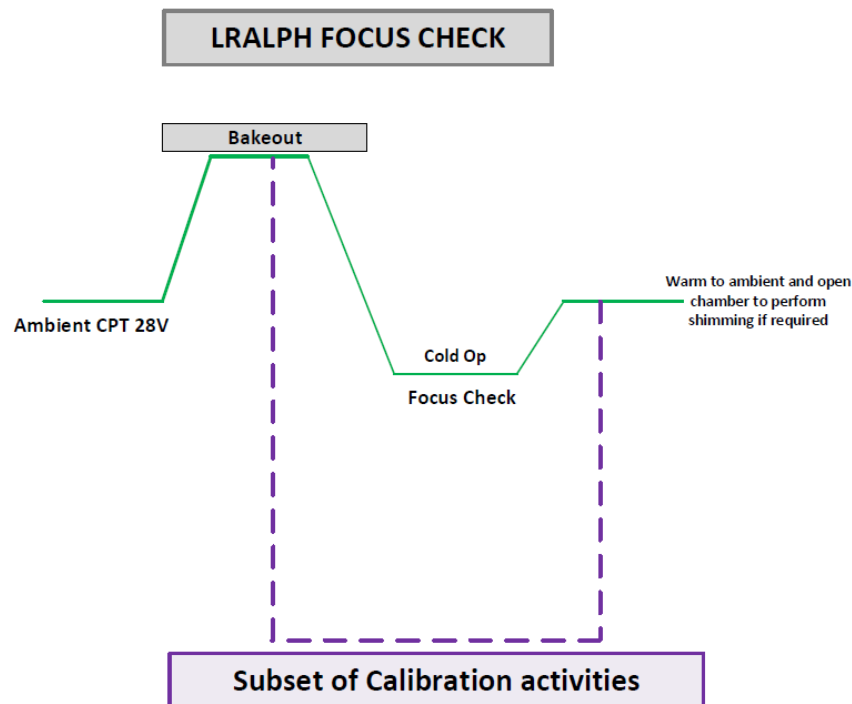 LRALPH FOCUS CHECK
Bakeout
Ambient CPT 28V
Cold Op
Focus Check
Warm to ambient and open
chamber to perform
shimming if required
Subset of Calibration activities